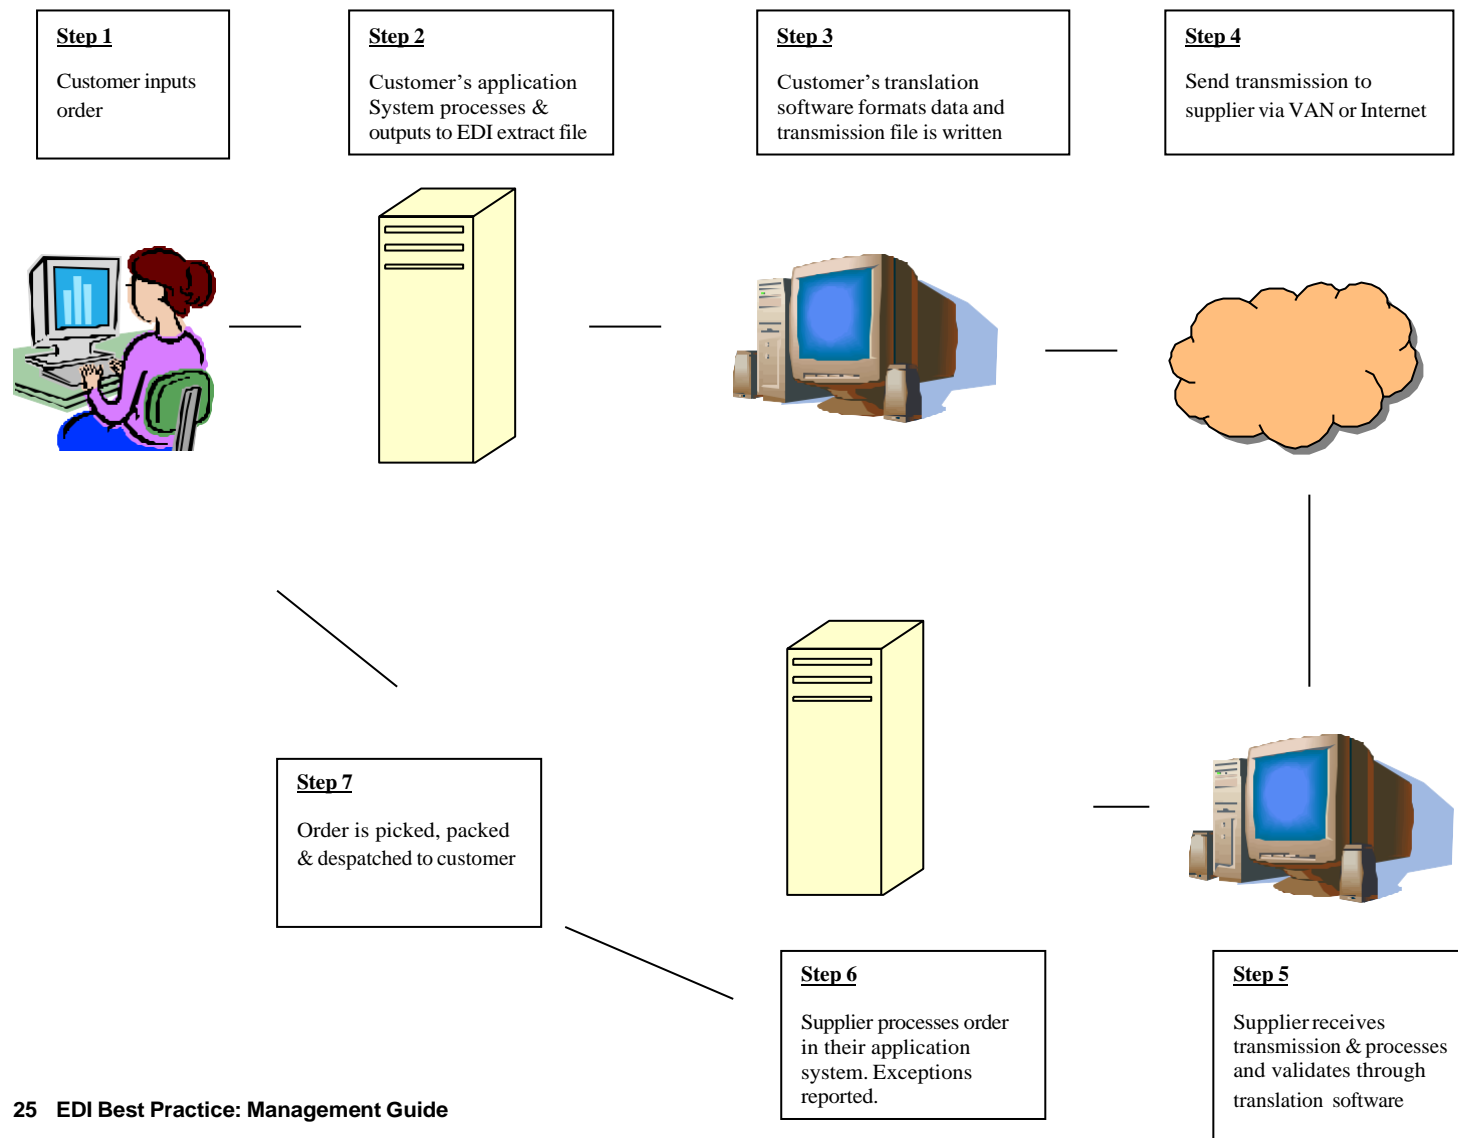 Step 1
Customer inputs
order
Step 2
Customer’s application
System processes &
outputs to EDI extract file
Step 3
Customer’s translation
software formats data and
transmission file is written
Step 4
Send transmission to
supplier via VAN or Internet
Step 7
Order is picked, packed
& despatched to customer
Step 6
Supplier processes order
in their application
system. Exceptions
reported.
Step 5
Supplier receives
transmission & processes
and validates through
translation software
25 EDI Best Practice: Management Guide